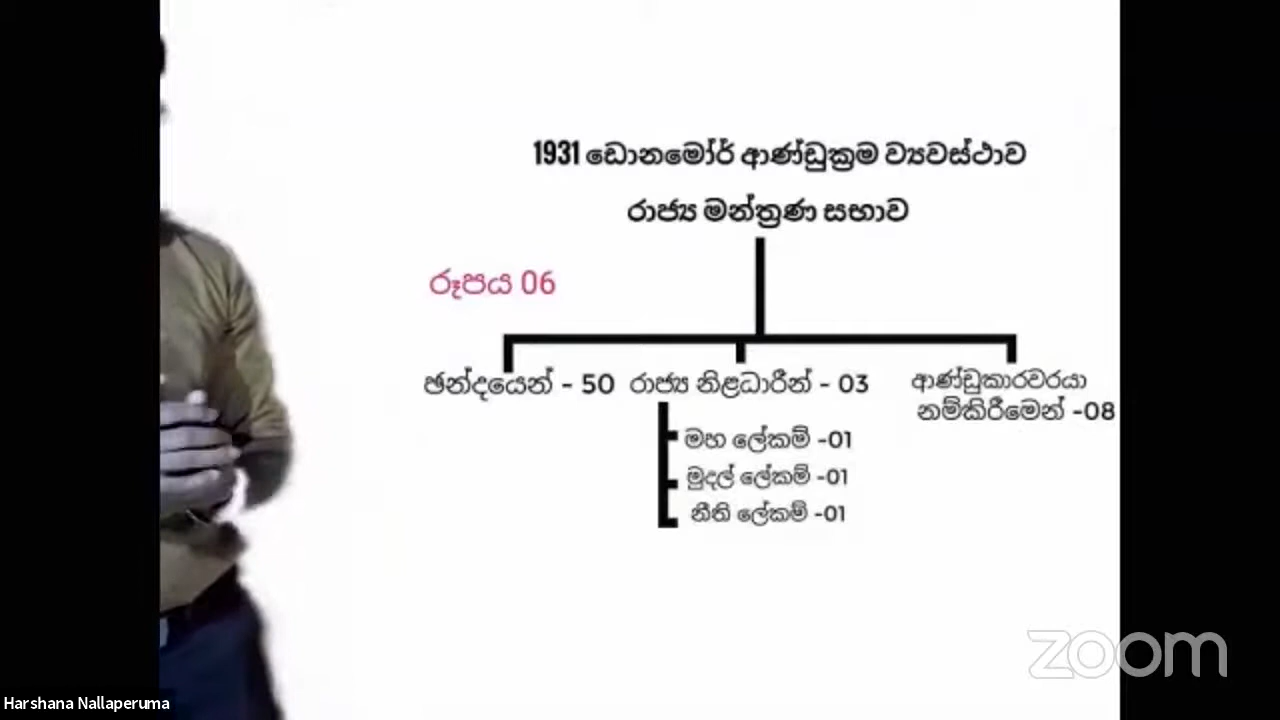 1931 ඩොනමෝර් ආණ්ඩුක්‍රම ව්‍යවස්ථාව
රාජ්‍ය මන්ත්‍රණ සභාව
රූපය 06
ඡන්දයෙන් - 50
රාජ්‍ය නිළධාරීන් - 03
ආණ්ඩුකාරවරයා
නම්කිරීමෙන් -08
මහ ලේකම් -01
මුදල් ලේකම් -01
නීති ලේකම් -01
zoom
Harshana Nallaperuma